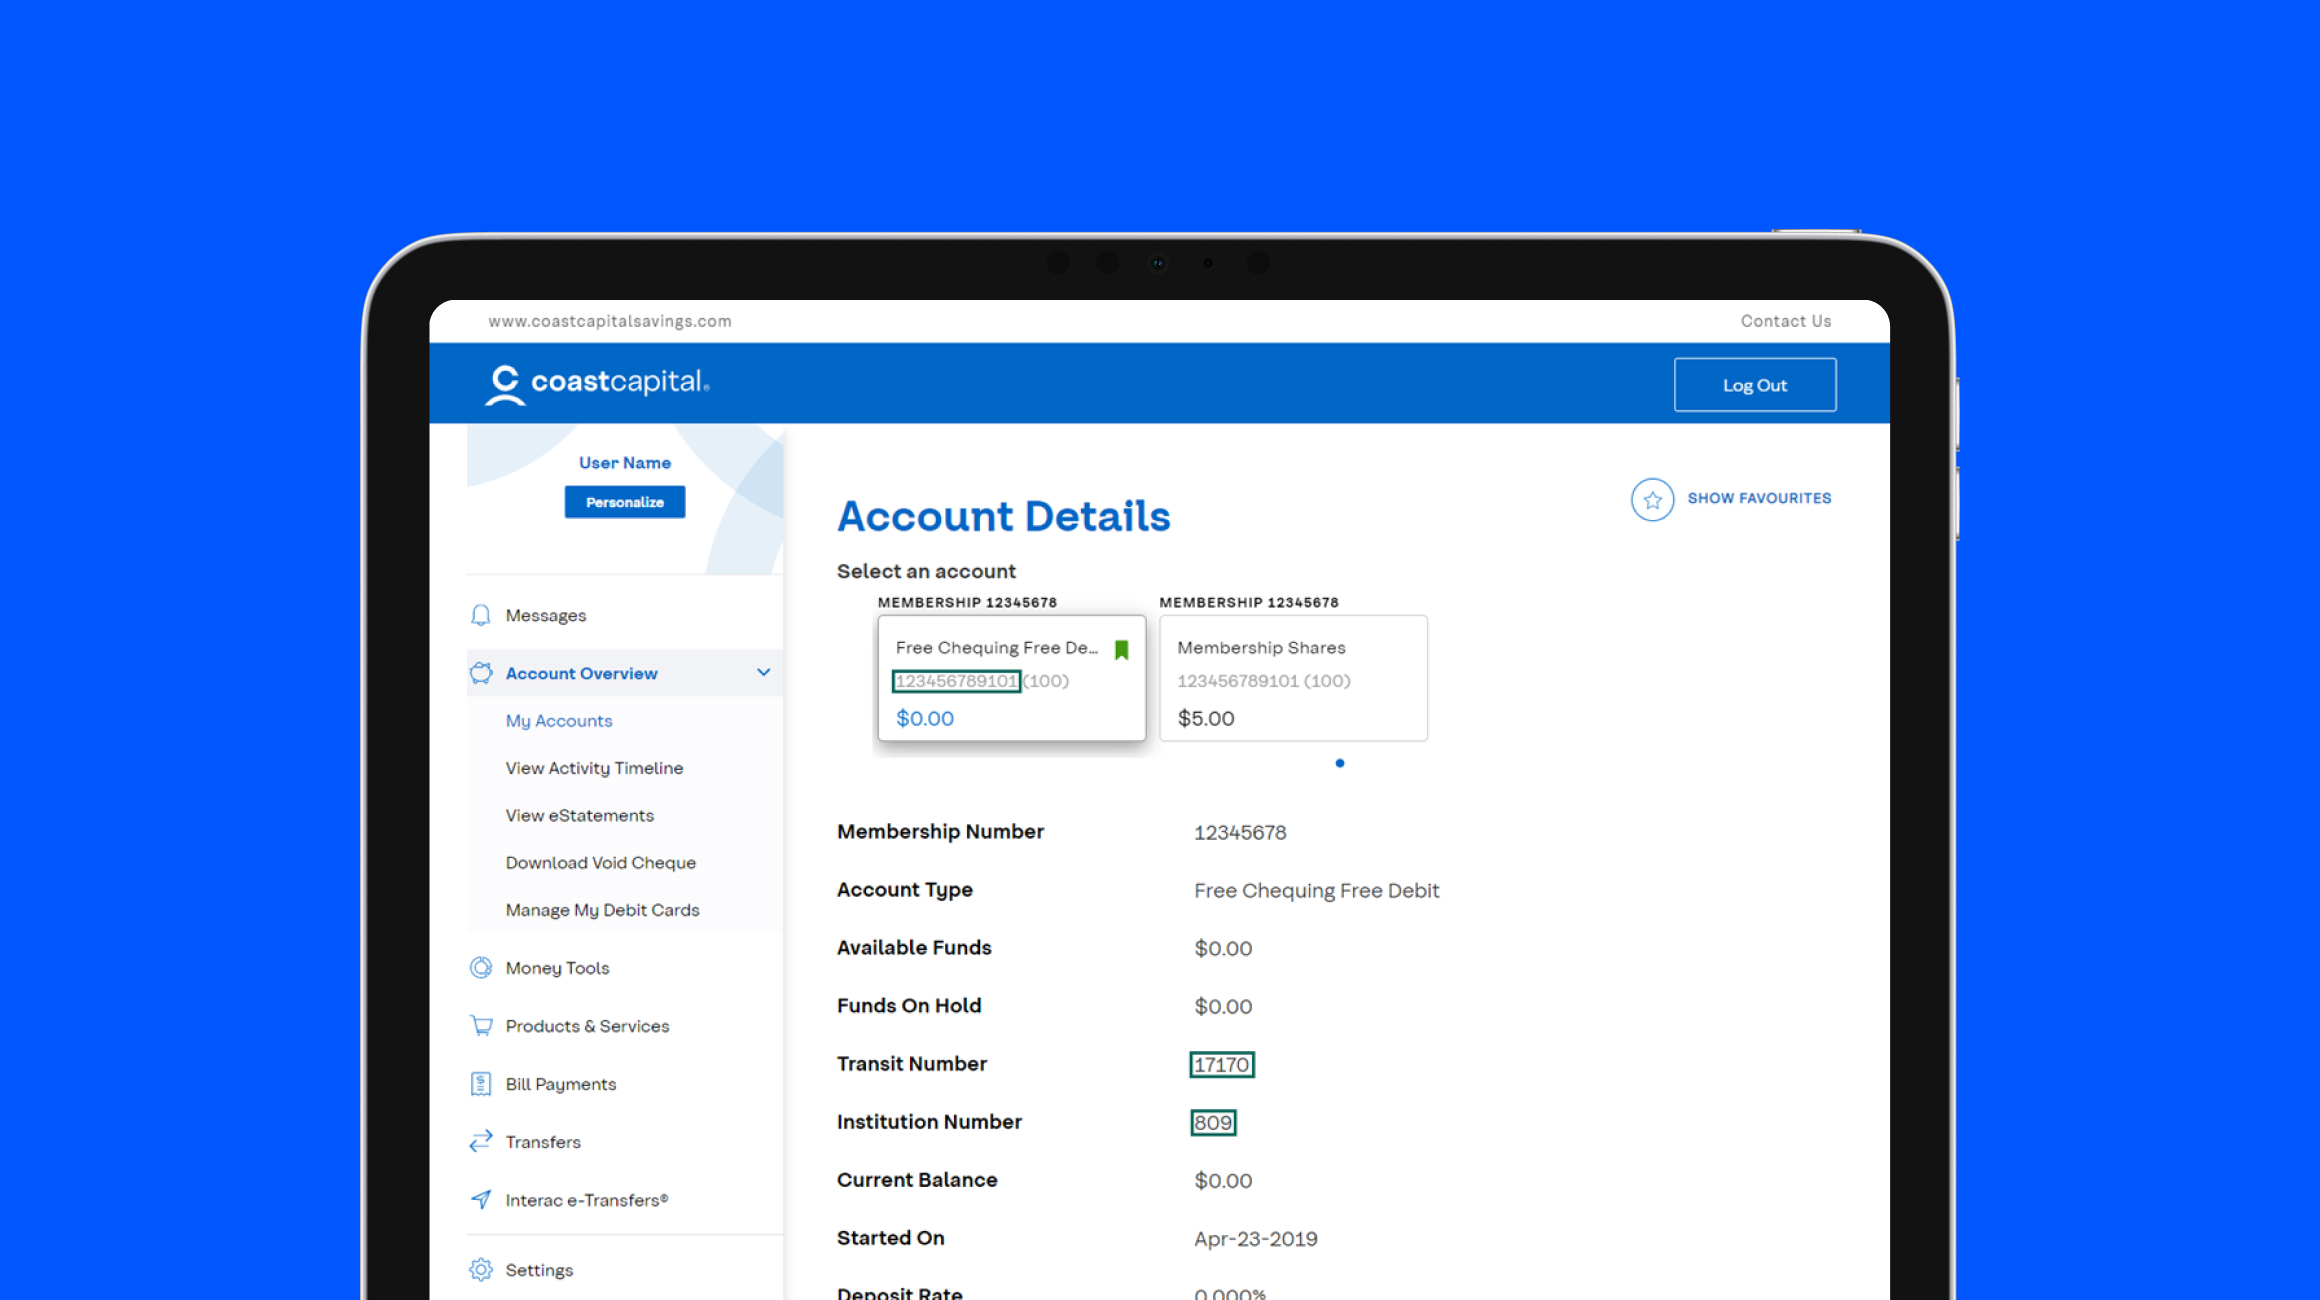 www.coastcapitalsavings.com
Contact Us
coastcapital®
Log Out
User Name
Personalize
Messages
Account Overview
My Accounts
View Activity Timeline
View eStatements
Download Void Cheque
Manage My Debit Cards
Money Tools
Products & Services
Bill Payments
Transfers
Interac e-Transfers®
Settings
Account Details
SHOW FAVOURITES
Select an account
MEMBERSHIP 12345678
Free Chequing Free De...
123456789101 (100)
$0.00
MEMBERSHIP 12345678
Membership Shares
123456789101 (100)
$5.00
Membership Number 12345678
Account Type Free Chequing Free Debit
Available Funds $0.00
Funds On Hold $0.00
Transit Number 17170
Institution Number 809
Current Balance $0.00
Started On Apr-23-2019
Deposit Rate 0.000%